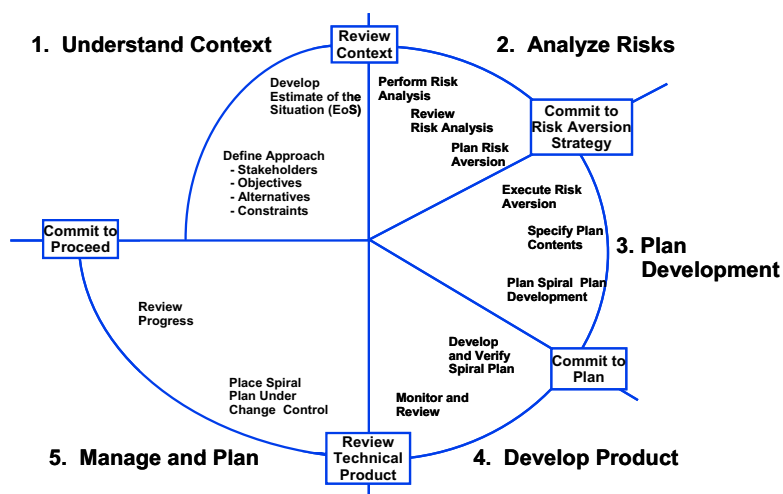 1. Understand Context
Review
Context
2. Analyze Risks
Develop
Estimate of the
Situation (EoS)
Define Approach
- Stakeholders
- Objectives
- Alternatives
- Constraints
Perform Risk
Analysis
Review
Risk Analysis
Plan Risk
Aversion
Commit to
Risk Aversion
Strategy
Execute Risk
Aversion
Specify Plan
Contents
Plan Spiral Plan
Development
3. Plan
Development
Commit to
Plan
Develop
and Verify
Spiral Plan
Monitor and
Review
4. Develop Product
Review
Technical
Product
5. Manage and Plan
Place Spiral
Plan Under
Change Control
Review
Progress
Commit to
Proceed